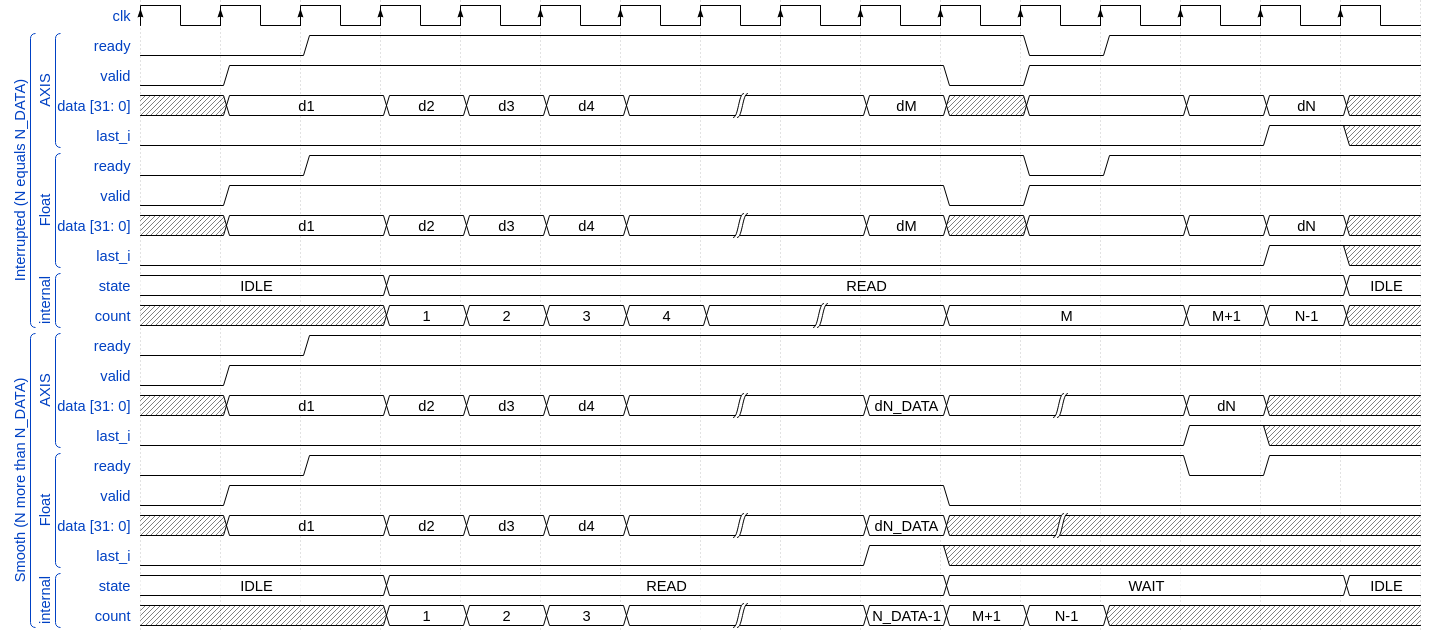 clk
Interrupted (N equals N_DATA)
AXIS
ready
valid
data [31: 0] d1 d2 d3 d4 dM dN
last_i
Float
ready
valid
data [31: 0] d1 d2 d3 d4 dM dN
last_i
internal
state IDLE READ IDLE
count 1 2 3 4 M M+1 N-1
Smooth (N more than N_DATA)
AXIS
ready
valid
data [31: 0] d1 d2 d3 d4 dN_DATA dN
last_i
Float
ready
valid
data [31: 0] d1 d2 d3 d4 dN_DATA
last_i
internal
state IDLE READ WAIT IDLE
count 1 2 3 N_DATA-1 M+1 N-1